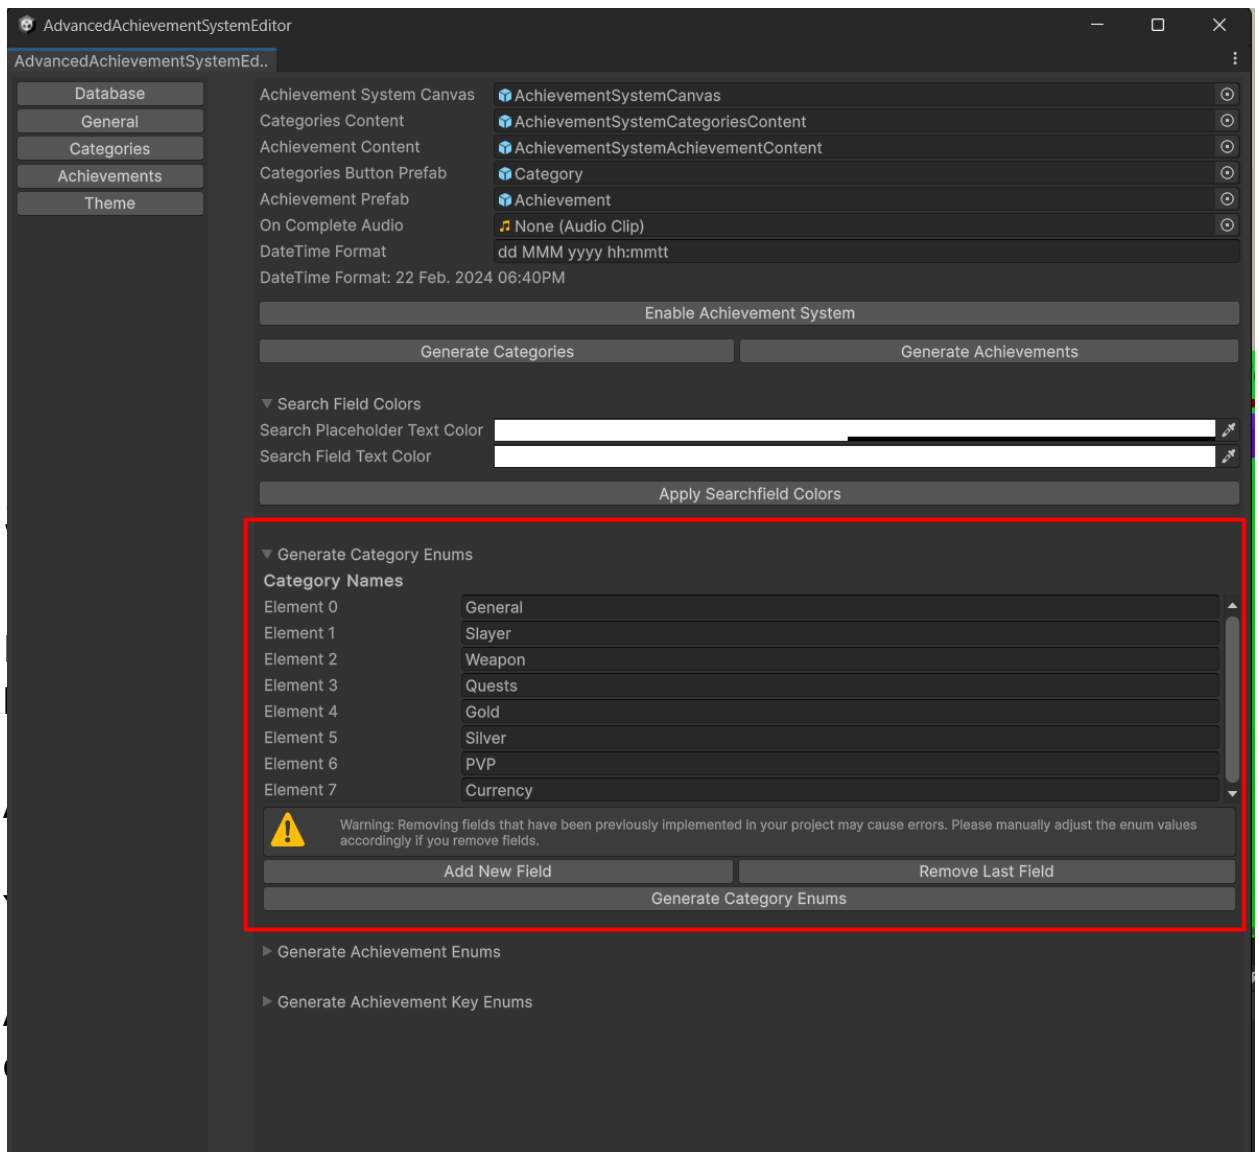 AdvancedAchievementSystemEditor
AdvancedAchievementSystemEd..
Database
General
Categories
Achievements
Theme
Achievement System Canvas AchievementSystemCanvas
Categories Content AchievementSystemCategoriesContent
Achievement Content AchievementSystemAchievementContent
Categories Button Prefab Category
Achievement Prefab Achievement
On Complete Audio None (Audio Clip)
DateTime Format dd MMM yyyy hh:mmtt
DateTime Format: 22 Feb. 2024 06:40PM
Enable Achievement System
Generate Categories Generate Achievements
Search Field Colors
Search Placeholder Text Color
Search Field Text Color
Apply Searchfield Colors
Generate Category Enums
Category Names
Element 0 General
Element 1 Slayer
Element 2 Weapon
Element 3 Quests
Element 4 Gold
Element 5 Silver
Element 6 PVP
Element 7 Currency
Warning: Removing fields that have been previously implemented in your project may cause errors. Please manually adjust the enum values
accordingly if you remove fields.
Add New Field Remove Last Field
Generate Category Enums
Generate Achievement Enums
Generate Achievement Key Enums